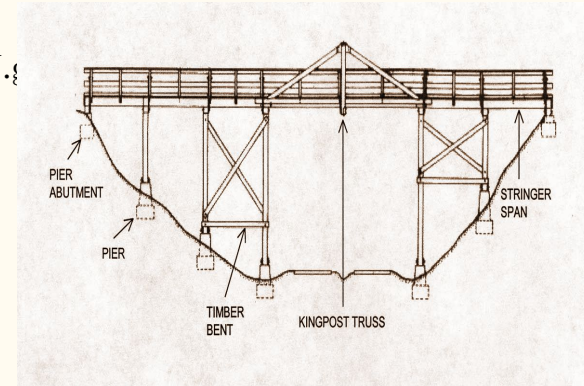 PIER
ABUTMENT
PIER
TIMBER
BENT
KINGPOST TRUSS
STRINGER
SPAN